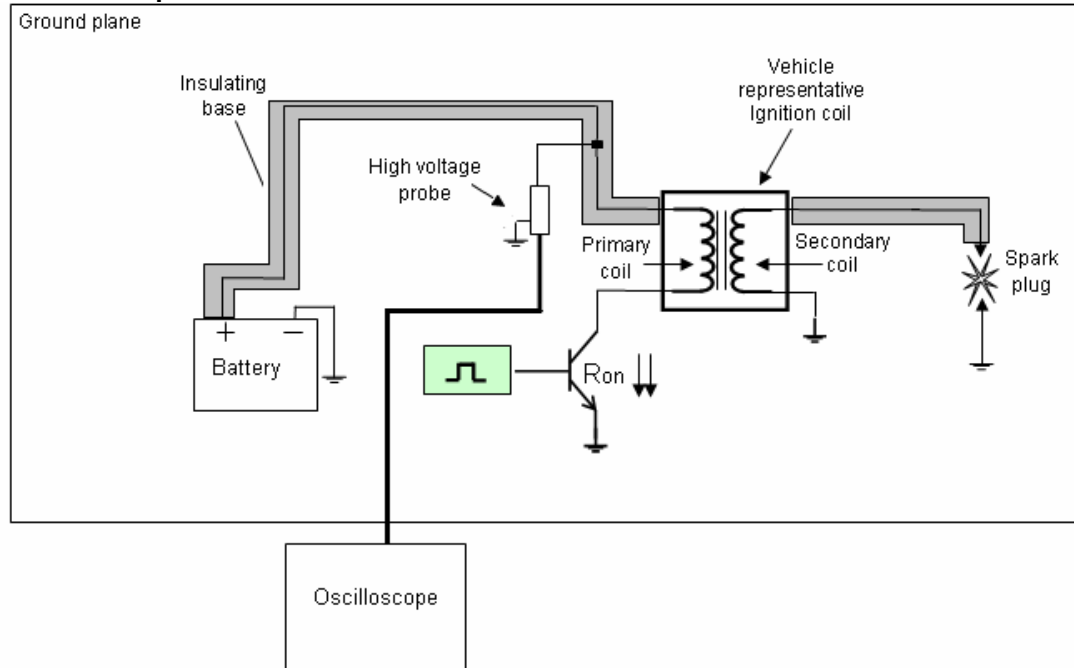 Ground plane
Insulating
base
Vehicle
representative
Ignition coil
High voltage
probe
Primary
coil
Secondary
coil
Spark
plug
+ −
Battery
Ron
Oscilloscope